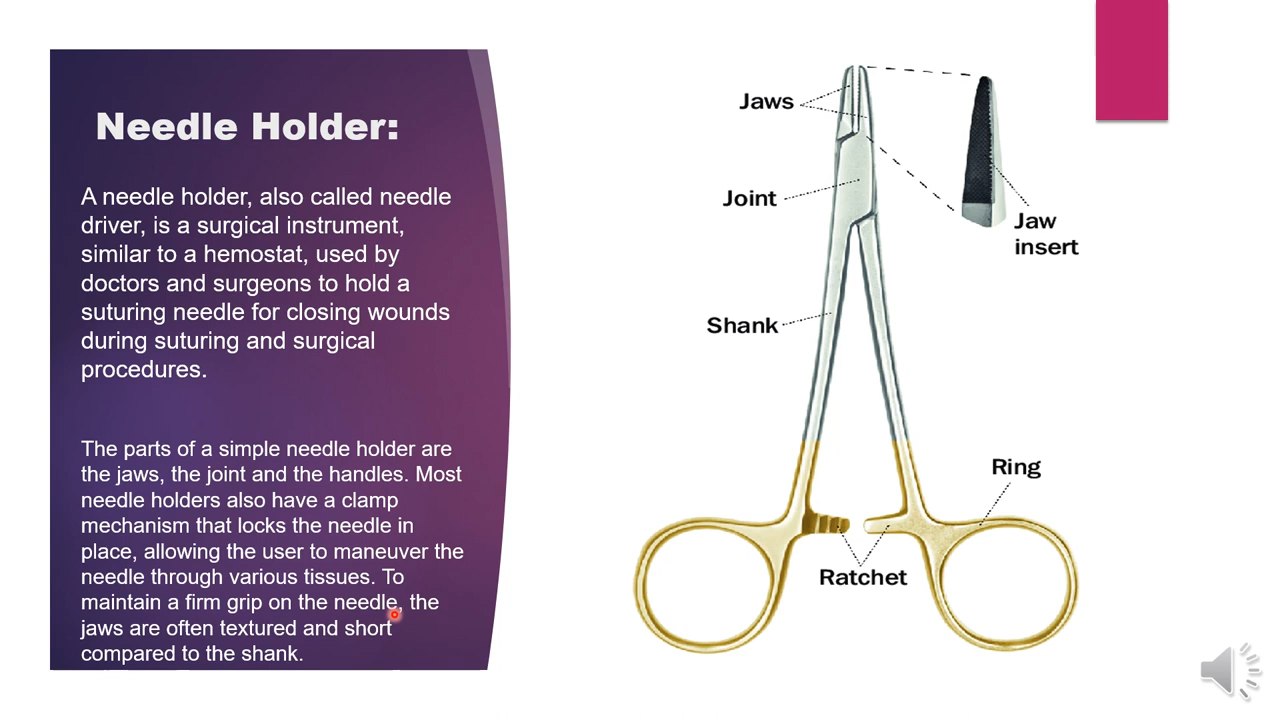 Needle Holder:
A needle holder, also called needle
driver, is a surgical instrument,
similar to a hemostat, used by
doctors and surgeons to hold a
suturing needle for closing wounds
during suturing and surgical
procedures.
The parts of a simple needle holder are
the jaws, the joint and the handles. Most
needle holders also have a clamp
mechanism that locks the needle in
place, allowing the user to maneuver the
needle through various tissues. To
maintain a firm grip on the needle, the
jaws are often textured and short
compared to the shank.
Jaws
Joint
Jaw
insert
Shank
Ring
Ratchet